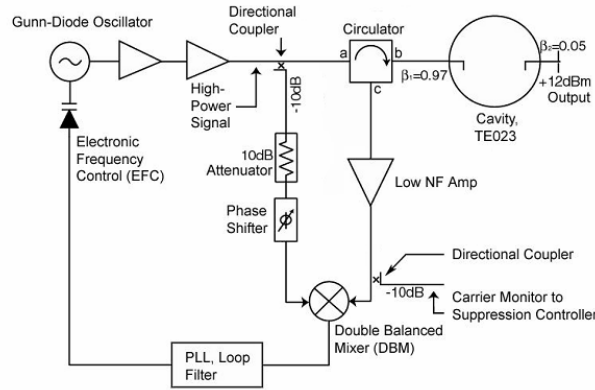 Gunn-Diode Oscillator
Directional
Coupler
Circulator
a
b
c
β₁=0.97
β₂=0.05
+12dBm
Output
Cavity,
TE023
High-
Power
Signal
-10dB
Electronic
Frequency
Control (EFC)
10dB
Attenuator
Low NF Amp
Phase
Shifter
ϕ
Directional Coupler
-10dB
Carrier Monitor to
Suppression Controller
Double Balanced
Mixer (DBM)
PLL, Loop
Filter